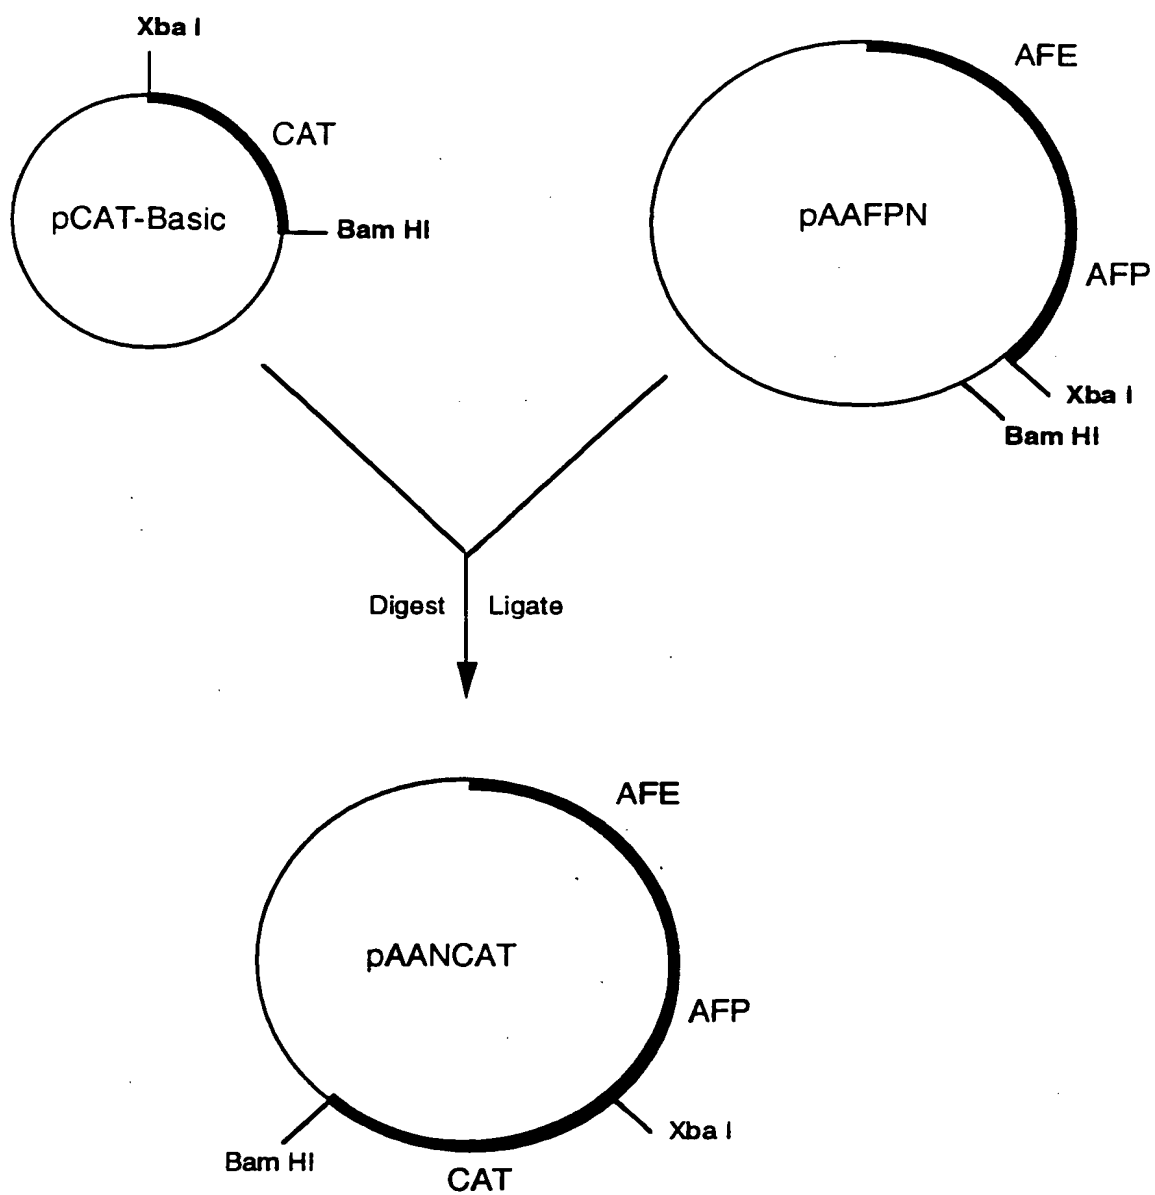 Xba I
AFE
CAT
pCAT-Basic
pAAFPN
Bam HI
AFP
Xba I
Bam HI
Digest
Ligate
AFE
pAANCAT
AFP
Xba I
Bam HI
CAT